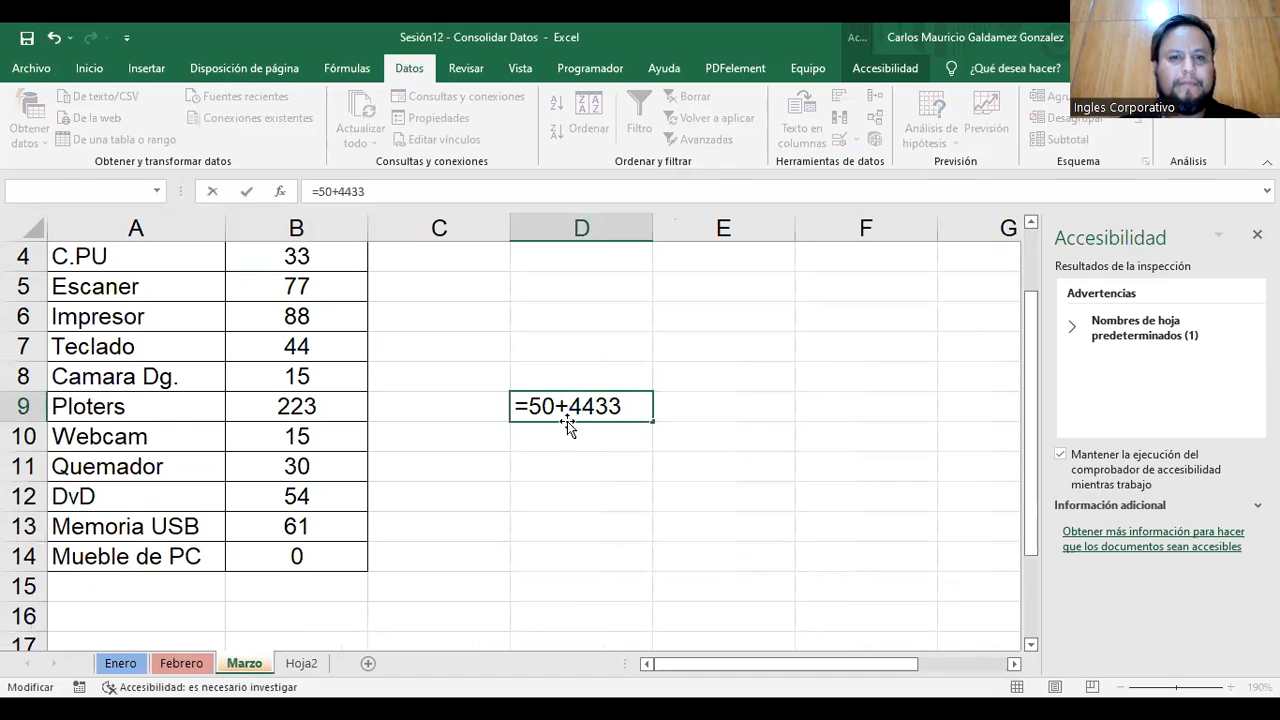 Sesión12 - Consolidar Datos - Excel
Ac...
Carlos Mauricio Galdamez Gonzalez
Archivo
Inicio
Insertar
Disposición de página
Fórmulas
Datos
Revisar
Vista
Programador
Ayuda
PDFelement
Equipo
Accesibilidad
¿Qué desea hacer?
Ingles Corporativo
Obtener datos
De texto/CSV
De la web
De una tabla o rango
Fuentes recientes
Conexiones existentes
Obtener y transformar datos
Actualizar todo
Consultas y conexiones
Propiedades
Editar vínculos
Consultas y conexiones
Ordenar
Filtro
Borrar
Volver a aplicar
Avanzadas
Ordenar y filtrar
Texto en columnas
Herramientas de datos
Análisis de hipótesis
Previsión
Previsión
Agru
Desagrupar
Subtotal
Esquema
Análisis
=50+4433
A B C D E F G
4 C.PU 33
5 Escaner 77
6 Impresor 88
7 Teclado 44
8 Camara Dg. 15
9 Ploters 223 =50+4433
10 Webcam 15
11 Quemador 30
12 DvD 54
13 Memoria USB 61
14 Mueble de PC 0
15
16
17
Accesibilidad
Resultados de la inspección
Advertencias
Nombres de hoja
predeterminados (1)
Mantener la ejecución del
comprobador de accesibilidad
mientras trabajo
Información adicional
Obtener más información para hacer
que los documentos sean accesibles
Enero
Febrero
Marzo
Hoja2
Modificar
Accesibilidad: es necesario investigar
190%